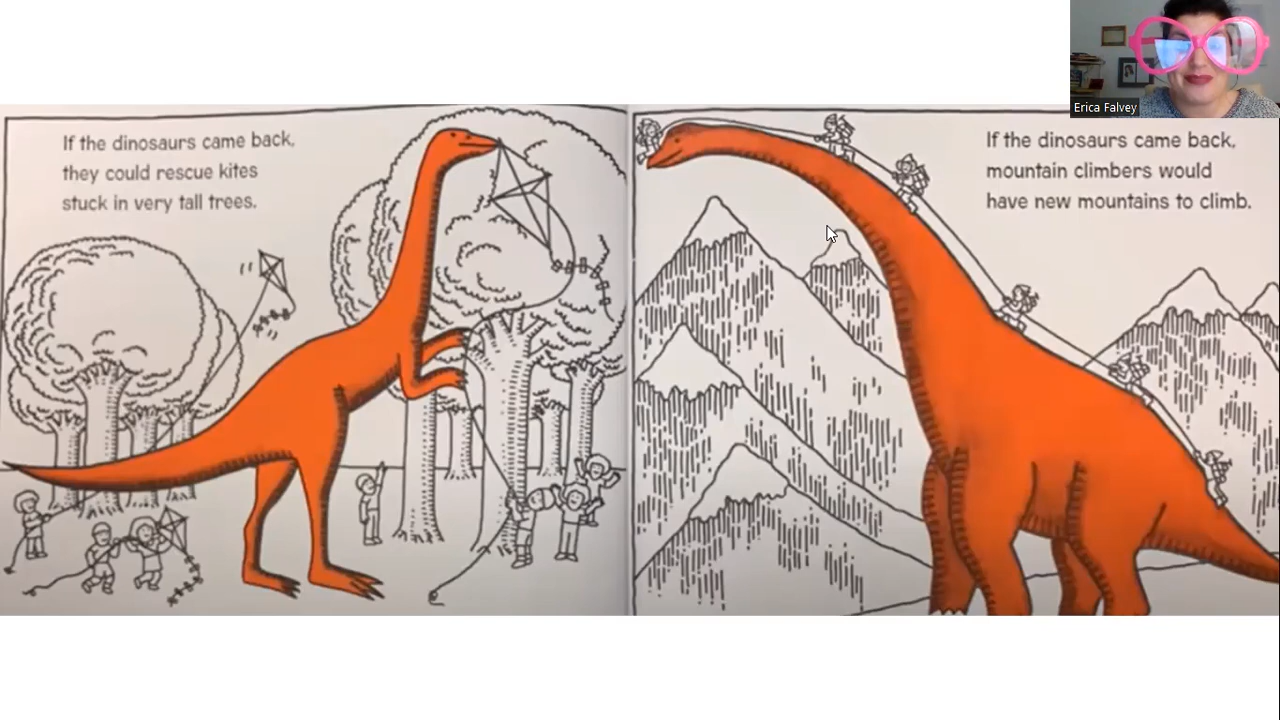 Erica Falvey
If the dinosaurs came back,
they could rescue kites
stuck in very tall trees.
If the dinosaurs came back,
mountain climbers would
have new mountains to climb.